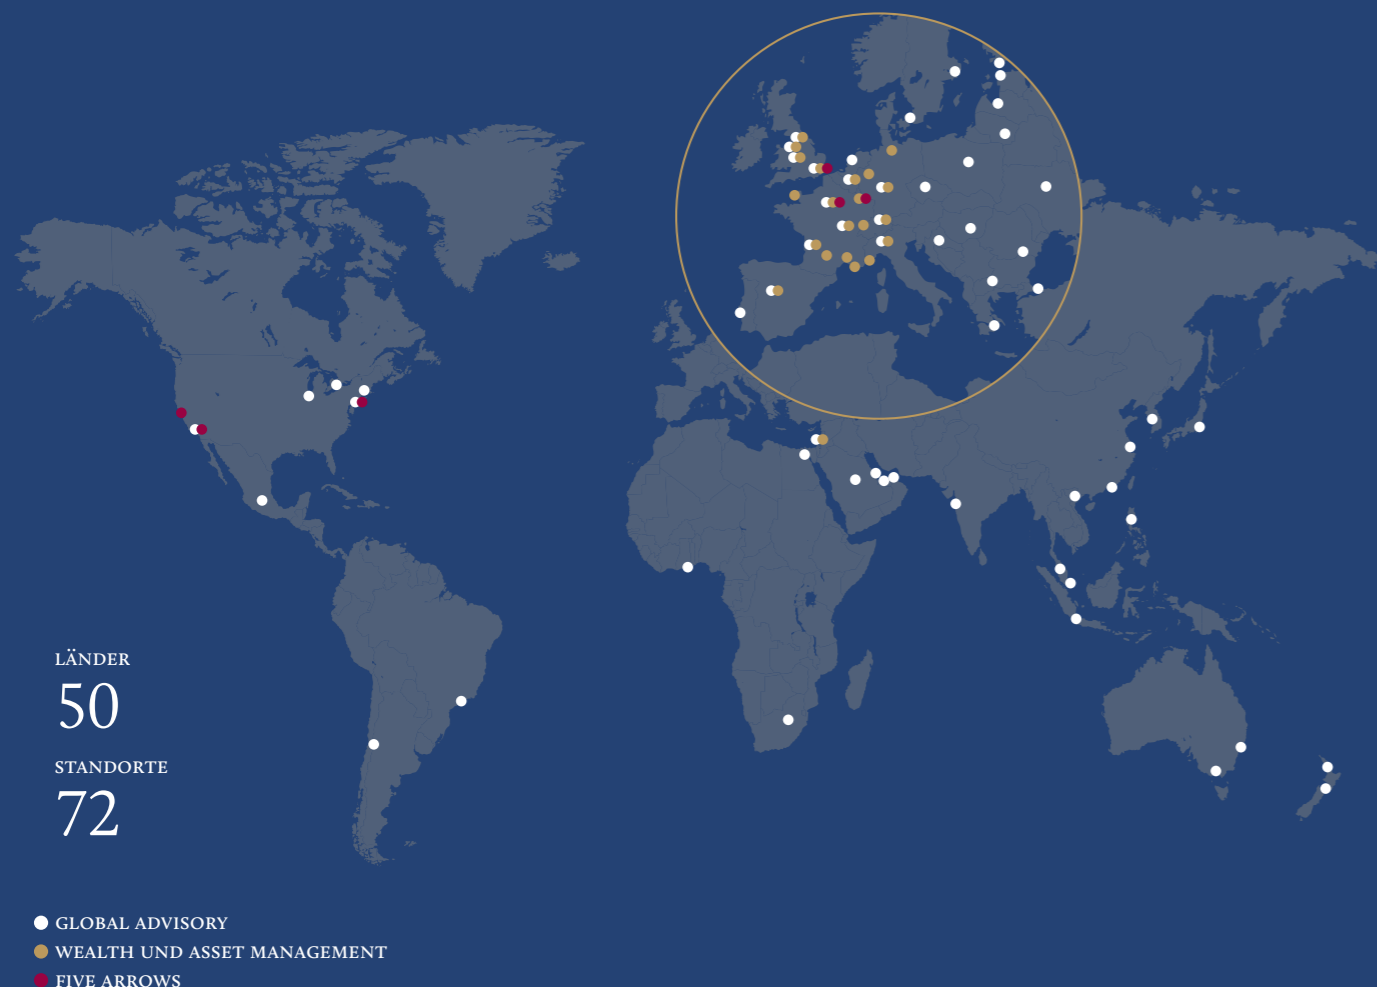 LÄNDER
50
STANDORTE
72
GLOBAL ADVISORY
WEALTH UND ASSET MANAGEMENT
FIVE ARROWS